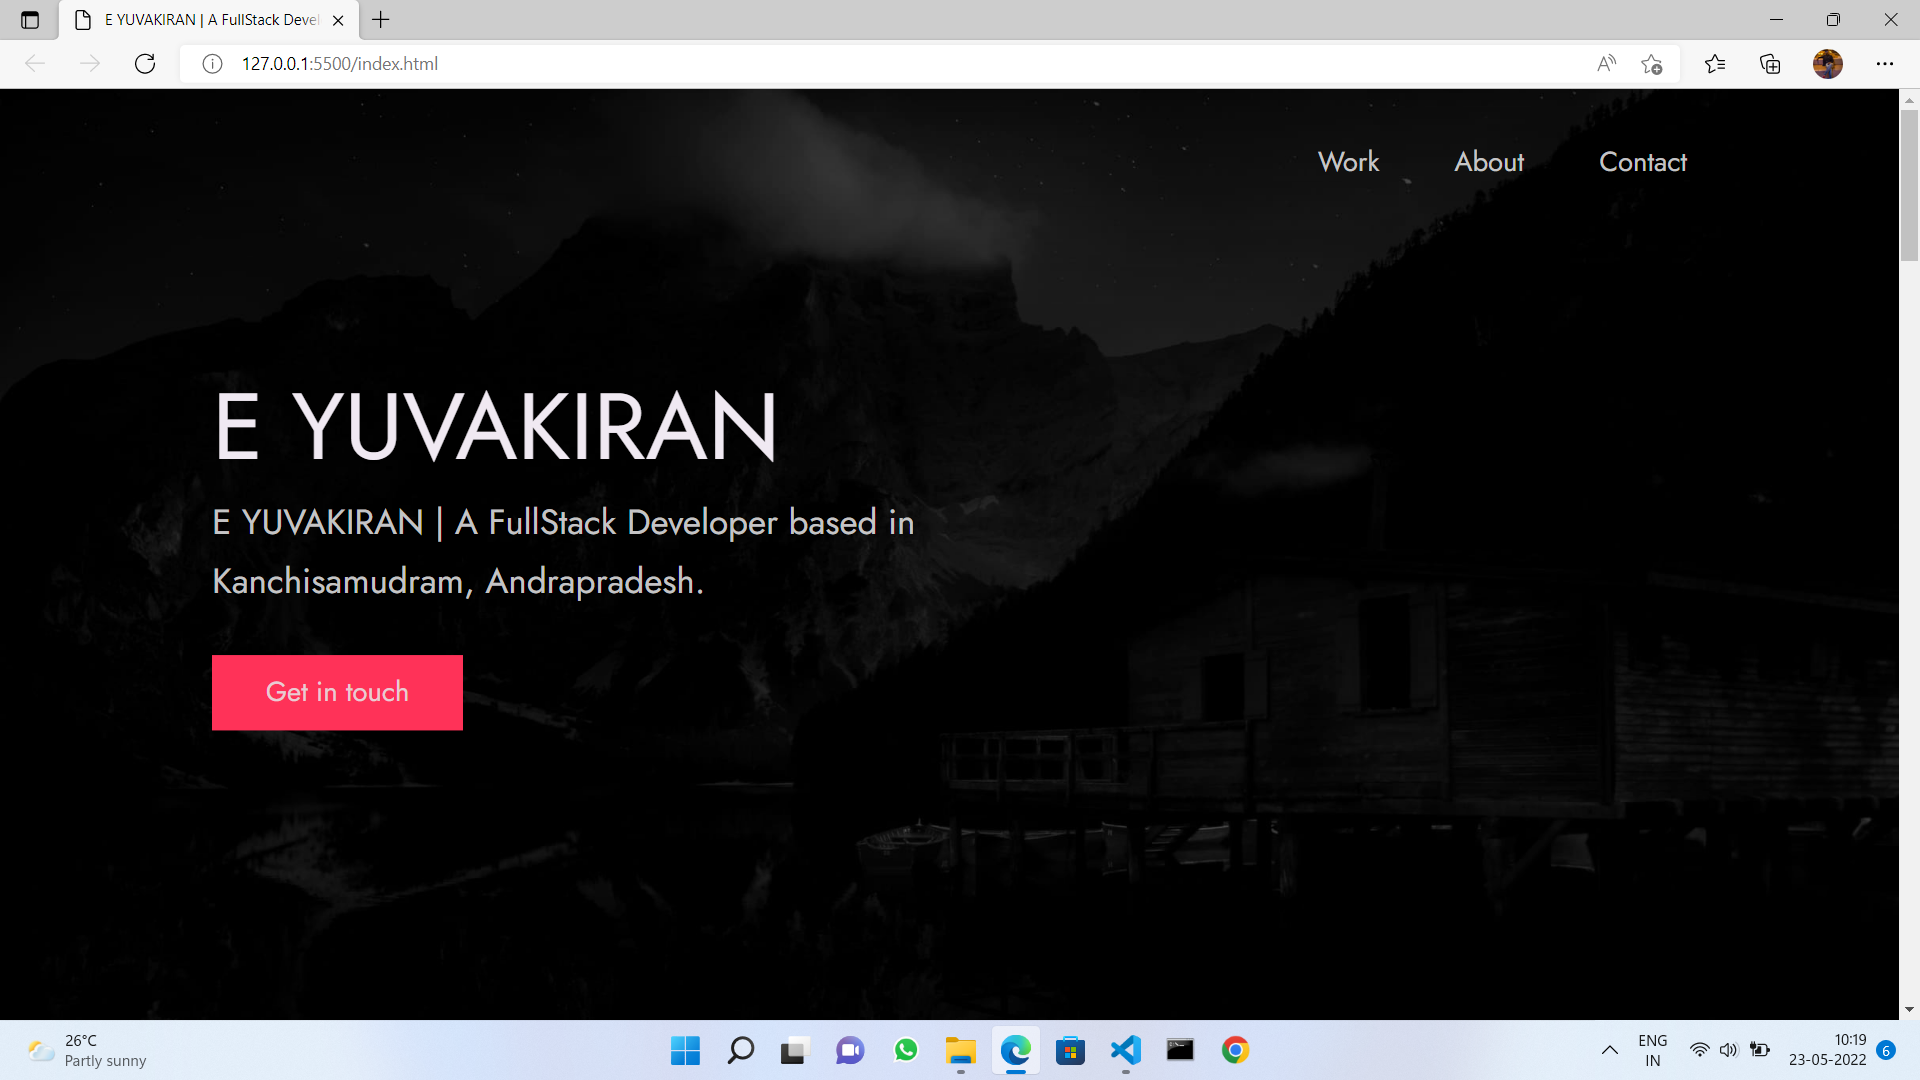 E YUVAKIRAN | A FullStack Devel
127.0.0.1:5500/index.html
Work About Contact
E YUVAKIRAN
E YUVAKIRAN | A FullStack Developer based in
Kanchisamudram, Andrapradesh.
Get in touch
26°C
Partly sunny
ENG
IN
10:19
23-05-2022
6